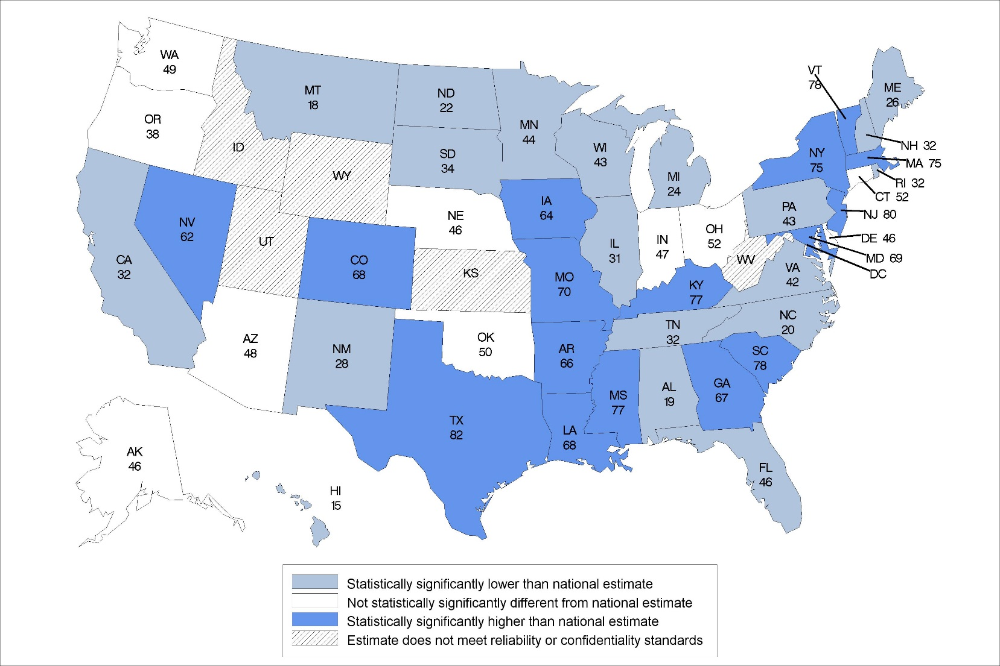 WA
49
MT
18
ND
22
MN
44
VT
78
ME
26
OR
38
ID
SD
34
WI
43
NY
75
NH 32
MA 75
WY
MI
24
RI 32
CT 52
NV
62
NE
46
IA
64
PA
43
NJ 80
UT
IL
31
IN
47
OH
52
DE 46
CA
32
CO
68
KS
MO
70
KY
77
WV
VA
42
MD 69
DC
AZ
48
NM
28
OK
50
AR
66
TN
32
NC
20
SC
78
TX
82
LA
68
MS
77
AL
19
GA
67
AK
46
HI
15
FL
46
Statistically significantly lower than national estimate
Not statistically significantly different from national estimate
Statistically significantly higher than national estimate
Estimate does not meet reliability or confidentiality standards